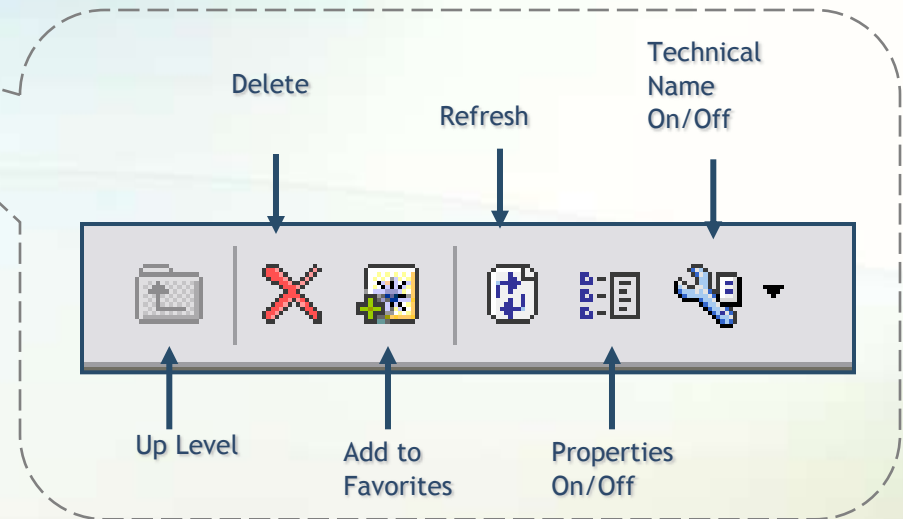 Delete
Refresh
Technical
Name
On/Off
Up Level
Add to
Favorites
Properties
On/Off